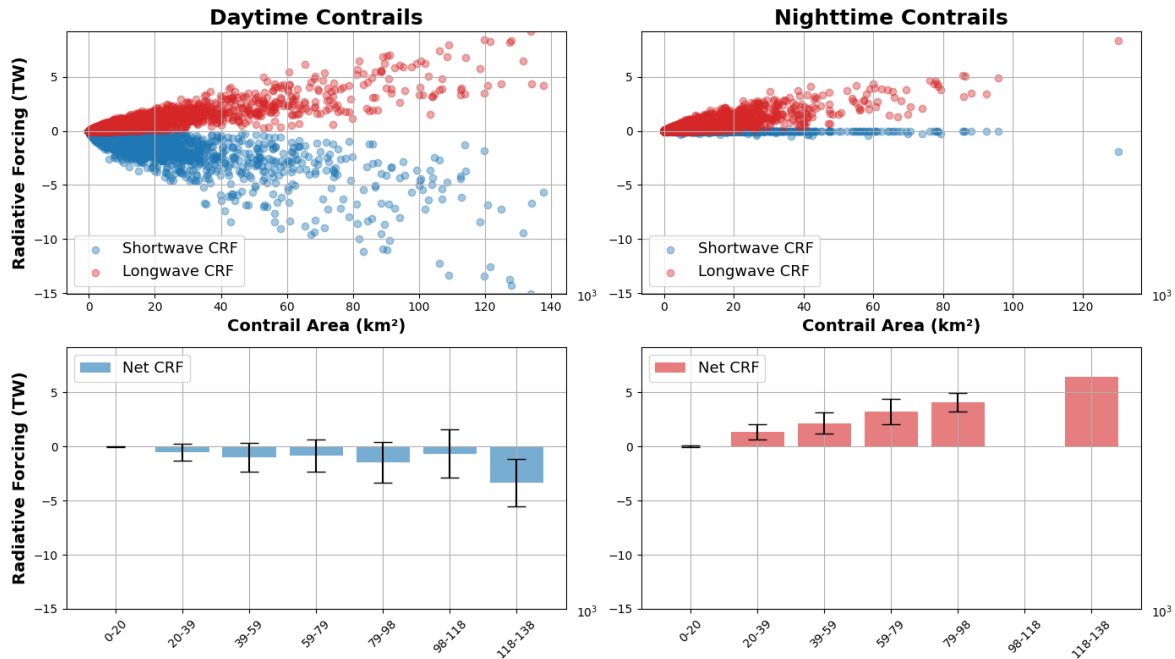 Daytime Contrails
Radiative Forcing (TW)
5
0
−5
−10
−15
Shortwave CRF
Longwave CRF
0 20 40 60 80 100 120 140
10³
Contrail Area (km²)
Nighttime Contrails
5
0
−5
−10
−15
Shortwave CRF
Longwave CRF
0 20 40 60 80 100 120
10³
Contrail Area (km²)
Radiative Forcing (TW)
5
0
−5
−10
−15
Net CRF
0-20 20-39 39-59 59-79 79-98 98-118 118-138
10³
5
0
−5
−10
−15
Net CRF
0-20 20-39 39-59 59-79 79-98 98-118 118-138
10³